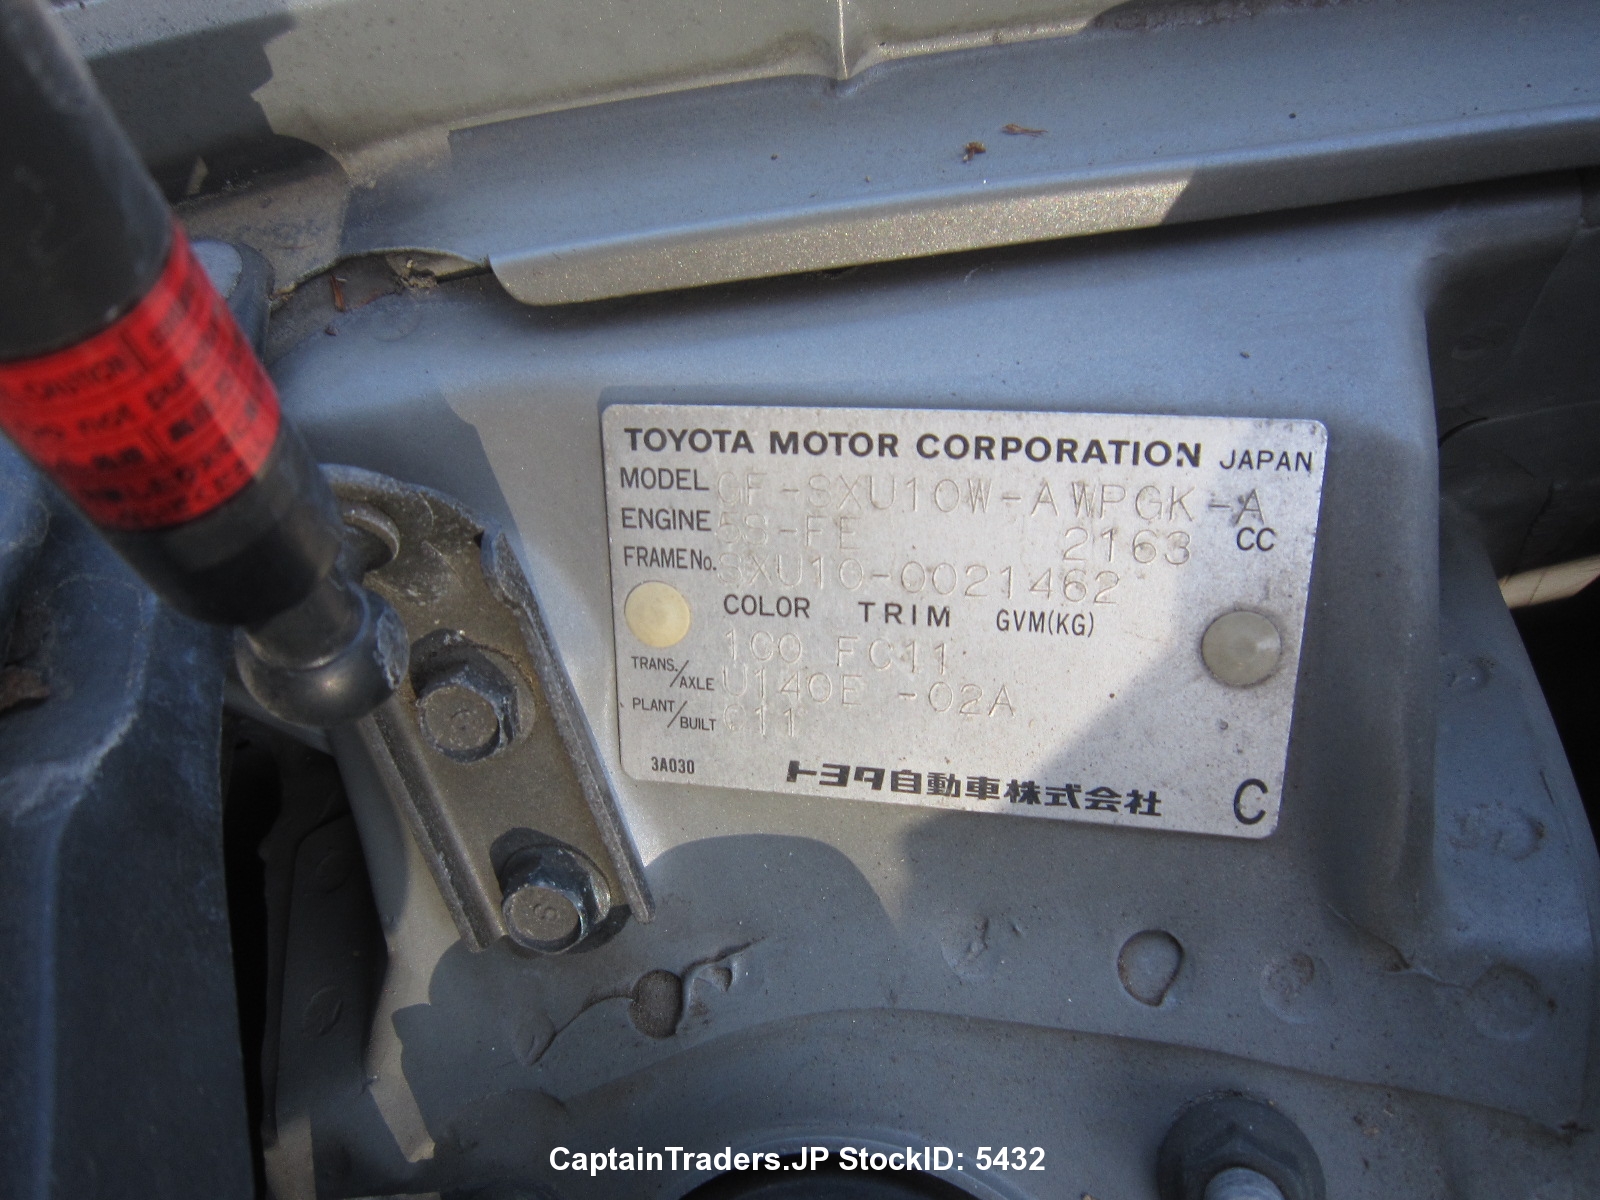 TOYOTA MOTOR CORPORATION JAPAN
MODEL GF-SXU10W-AWPGK-A
ENGINE 5S-FE 2163 CC
FRAME No. SXU10-0021462
COLOR TRIM GVM(KG)
1C0 FC11
TRANS./AXLE U140E -02A
PLANT/BUILT C11
3A030 トヨタ自動車株式会社 C
CaptainTraders.JP StockID: 5432